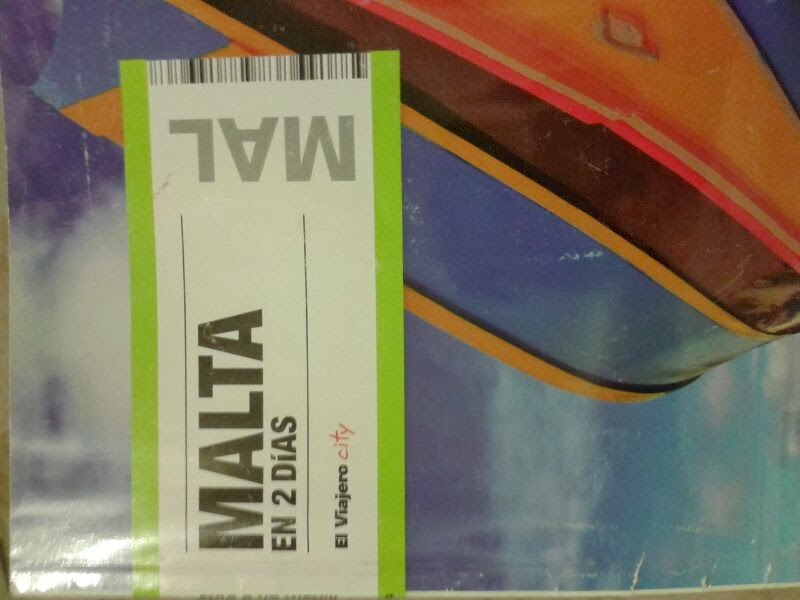 MAL
MALTA
EN 2 DÍAS
El Viajero city